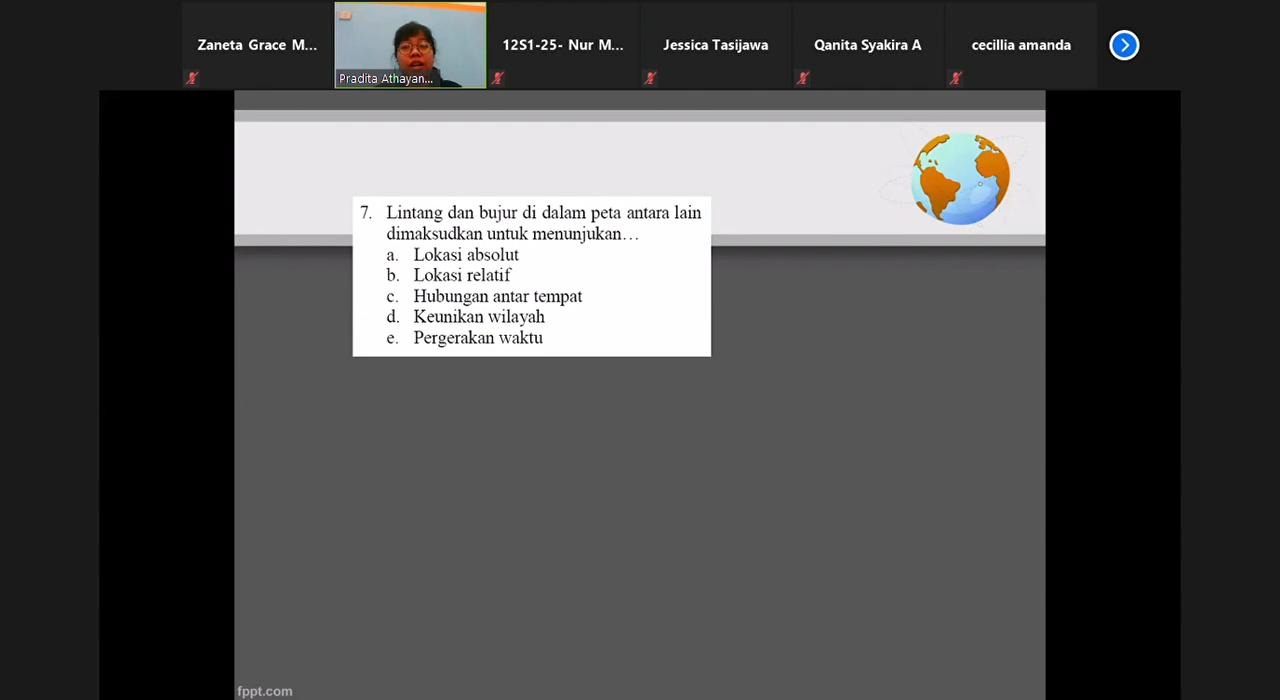 Zaneta Grace M...
Pradita Athayan...
12S1-25- Nur M...
Jessica Tasijawa
Qanita Syakira A
cecillia amanda
7. Lintang dan bujur di dalam peta antara lain
dimaksudkan untuk menunjukan…
a. Lokasi absolut
b. Lokasi relatif
c. Hubungan antar tempat
d. Keunikan wilayah
e. Pergerakan waktu
fppt.com